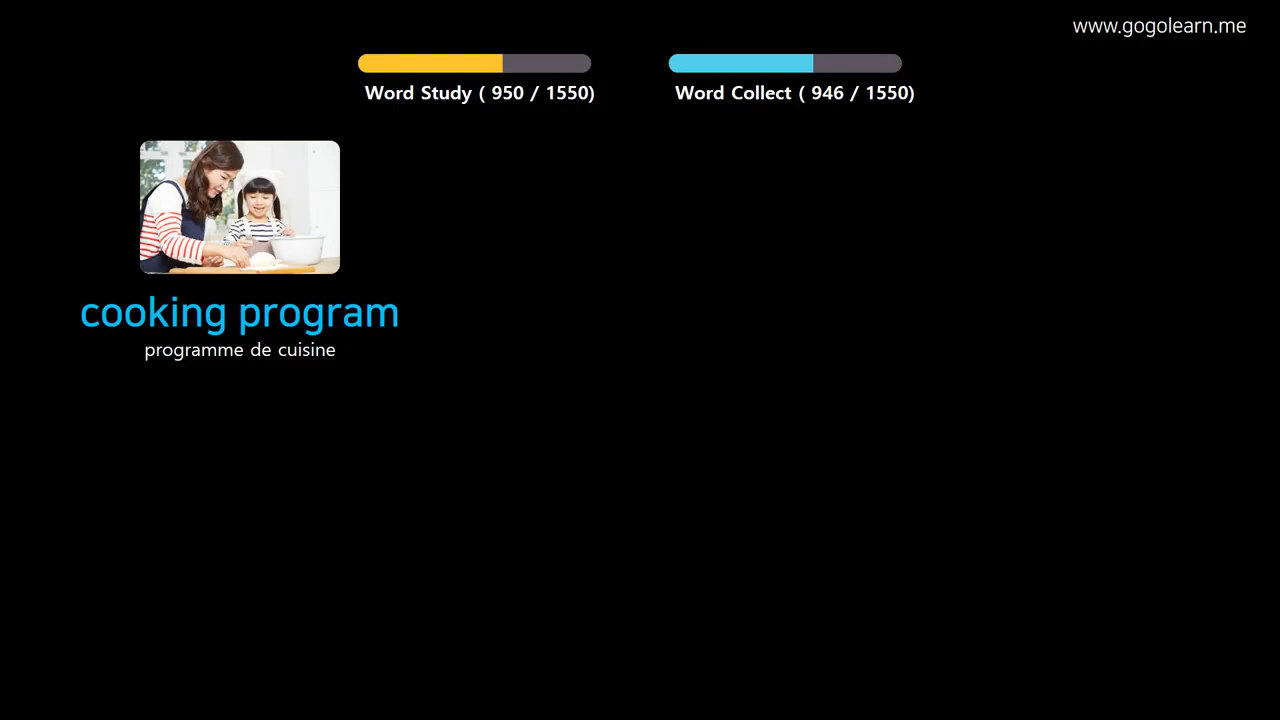 www.gogolearn.me
Word Study ( 950 / 1550)
Word Collect ( 946 / 1550)
cooking program
programme de cuisine